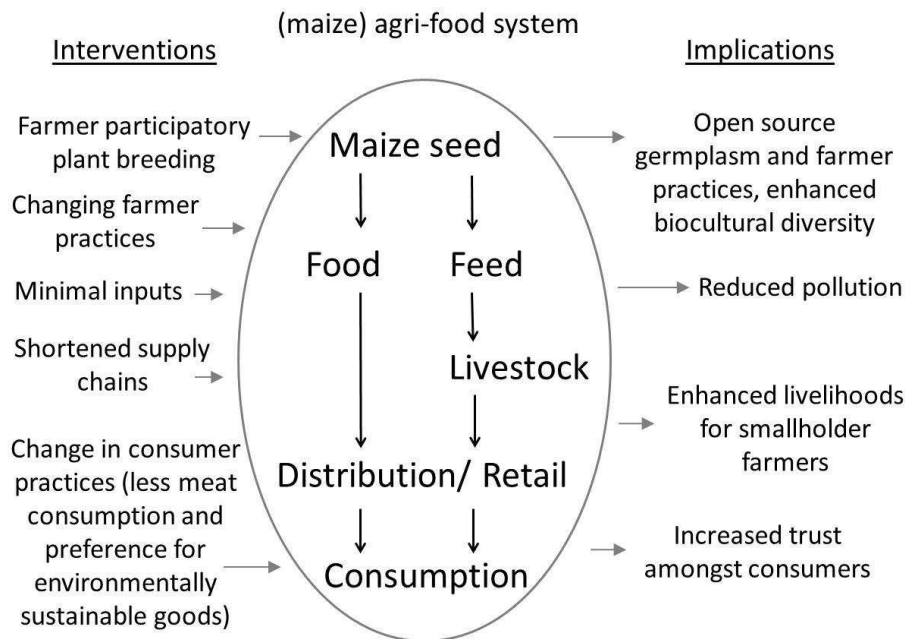 (maize) agri-food system
Interventions
Farmer participatory
plant breeding
Changing farmer
practices
Minimal inputs
Shortened supply
chains
Change in consumer
practices (less meat
consumption and
preference for
environmentally
sustainable goods)
Maize seed
Food
Feed
Livestock
Distribution/ Retail
Consumption
Implications
Open source
germplasm and farmer
practices, enhanced
biocultural diversity
Reduced pollution
Enhanced livelihoods
for smallholder
farmers
Increased trust
amongst consumers